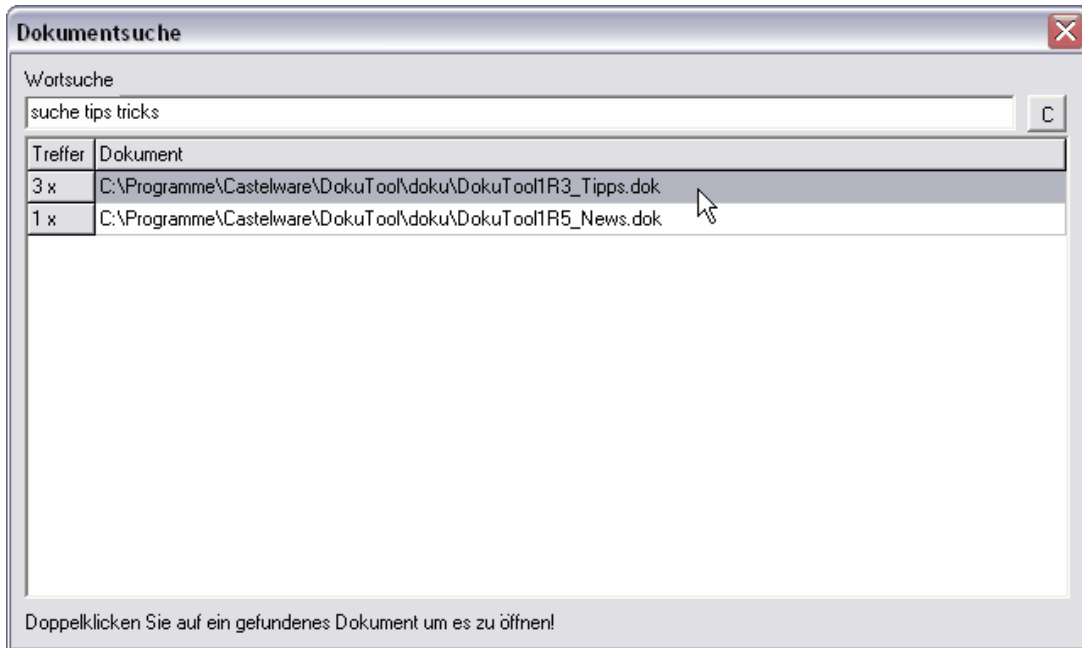 Dokumentsuche
Wortsuche
suche tips tricks
C
Treffer Dokument
3 x C:\Programme\Castelware\DokuTool\doku\DokuTool1R3_Tipps.dok
1 x C:\Programme\Castelware\DokuTool\doku\DokuTool1R5_News.dok
Doppelklicken Sie auf ein gefundenes Dokument um es zu öffnen!